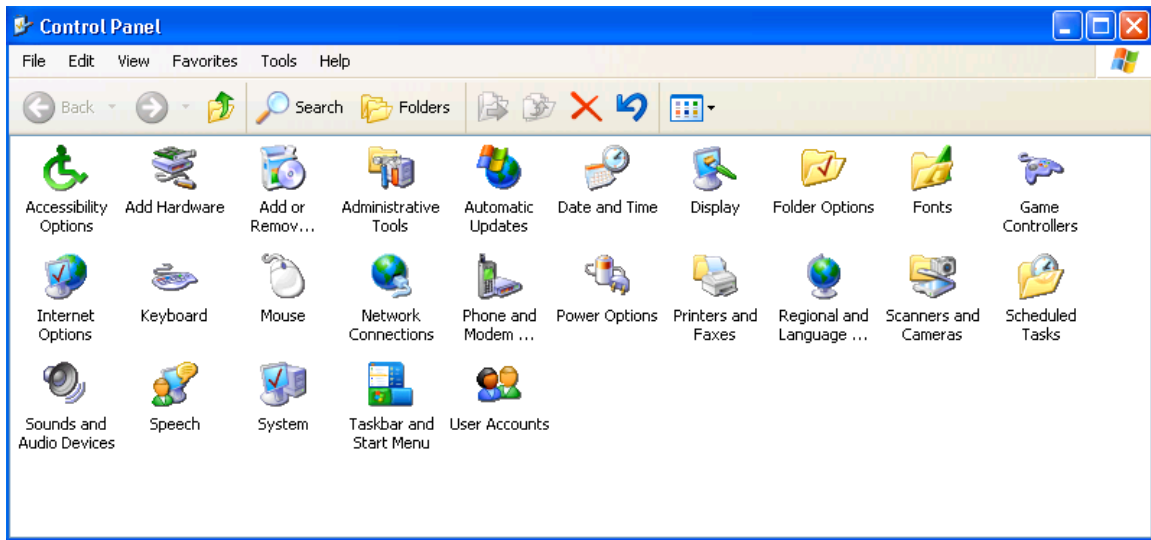 Control Panel
File Edit View Favorites Tools Help
Back Search Folders
Accessibility Options
Add Hardware
Add or Remov...
Administrative Tools
Automatic Updates
Date and Time
Display
Folder Options
Fonts
Game Controllers
Internet Options
Keyboard
Mouse
Network Connections
Phone and Modem ...
Power Options
Printers and Faxes
Regional and Language ...
Scanners and Cameras
Scheduled Tasks
Sounds and Audio Devices
Speech
System
Taskbar and Start Menu
User Accounts